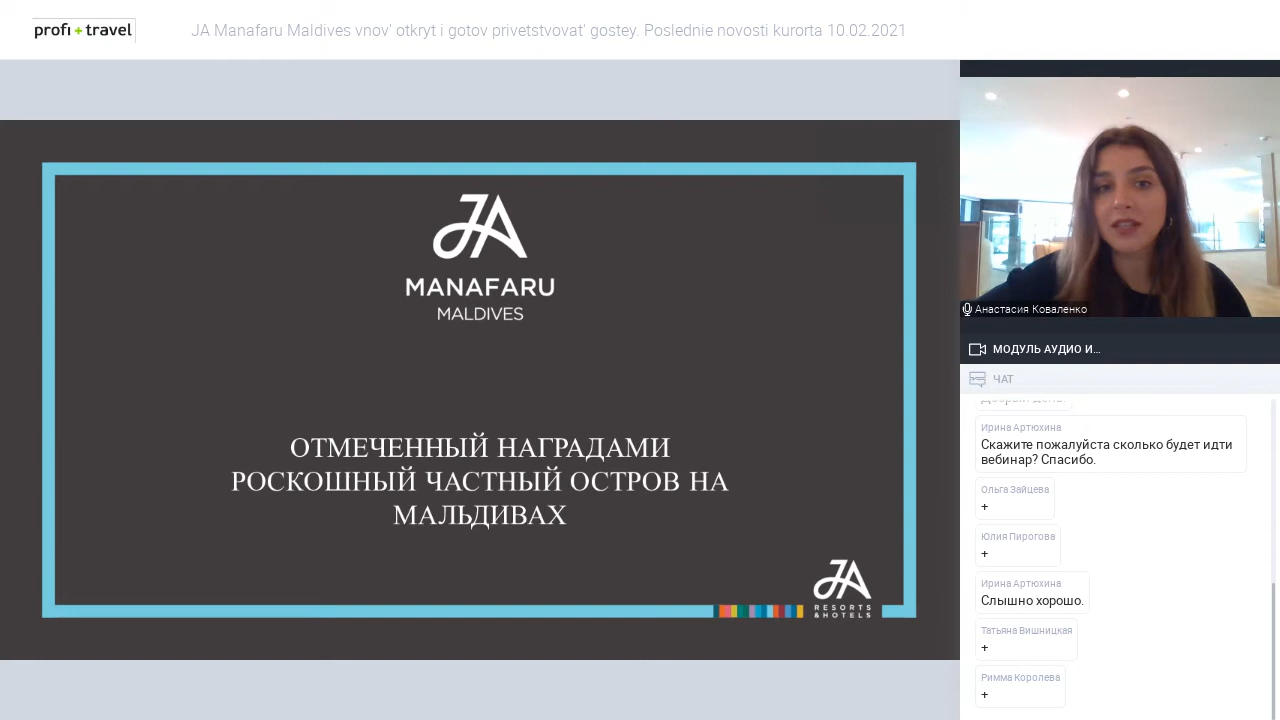 profi + travel
JA Manafaru Maldives vnov' otkryt i gotov privetstvovat' gostey. Poslednie novosti kurorta 10.02.2021
JA
MANAFARU
MALDIVES
ОТМЕЧЕННЫЙ НАГРАДАМИ
РОСКОШНЫЙ ЧАСТНЫЙ ОСТРОВ НА
МАЛЬДИВАХ
JA
RESORTS
&HOTELS
Анастасия Коваленко
МОДУЛЬ АУДИО И...
ЧАТ
Добрый день!
Ирина Артюхина
Скажите пожалуйста сколько будет идти
вебинар? Спасибо.
Ольга Зайцева
+
Юлия Пирогова
+
Ирина Артюхина
Слышно хорошо.
Татьяна Вишницкая
+
Римма Королева
+